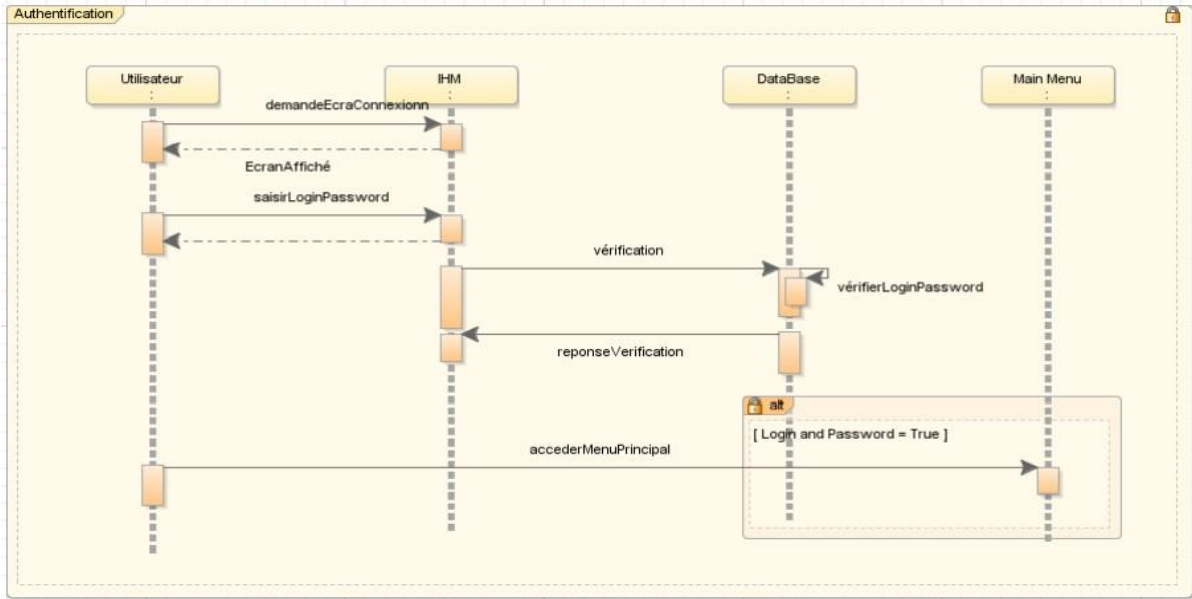 Authentification
Utilisateur
:
IHM
:
DataBase
:
Main Menu
:
demandeEcraConnexionn
EcranAffiché
saisirLoginPassword
vérification
vérifierLoginPassword
reponseVerification
alt
[ Login and Password = True ]
accederMenuPrincipal